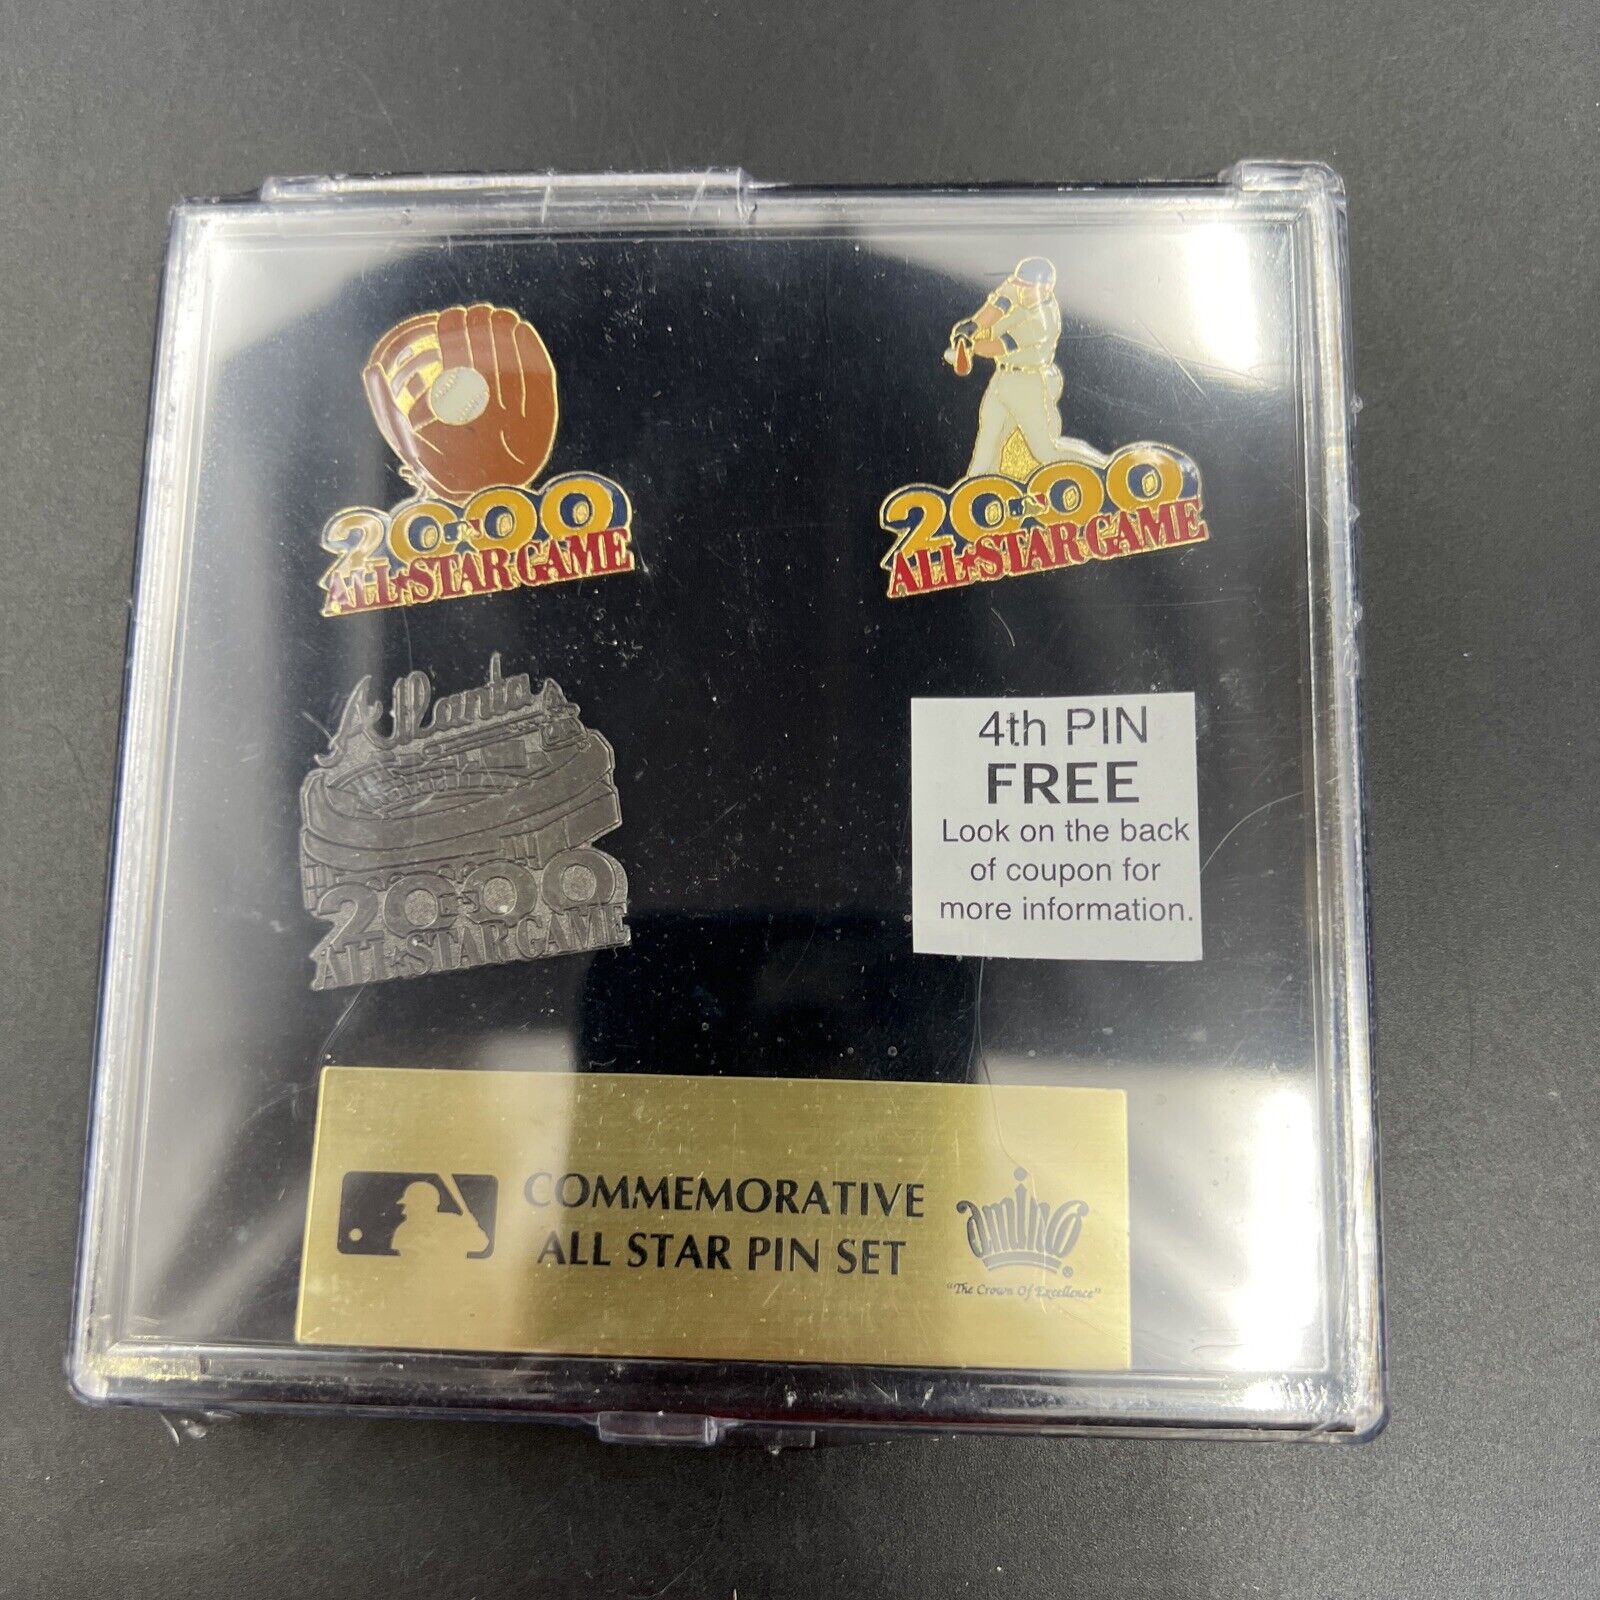 2000
ALL★STAR GAME
2000
ALL★STAR GAME
Atlanta
2000
ALL★STAR GAME
4th PIN
FREE
Look on the back
of coupon for
more information.
COMMEMORATIVE
ALL STAR PIN SET
aminco
®
"The Crown Of Excellence"